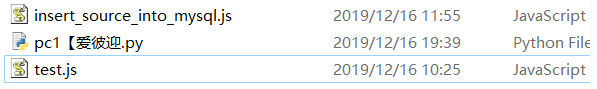 insert_source_into_mysql.js 2019/12/16 11:55 JavaScript
pc1【爱彼迎.py 2019/12/16 19:39 Python File
test.js 2019/12/16 10:25 JavaScript